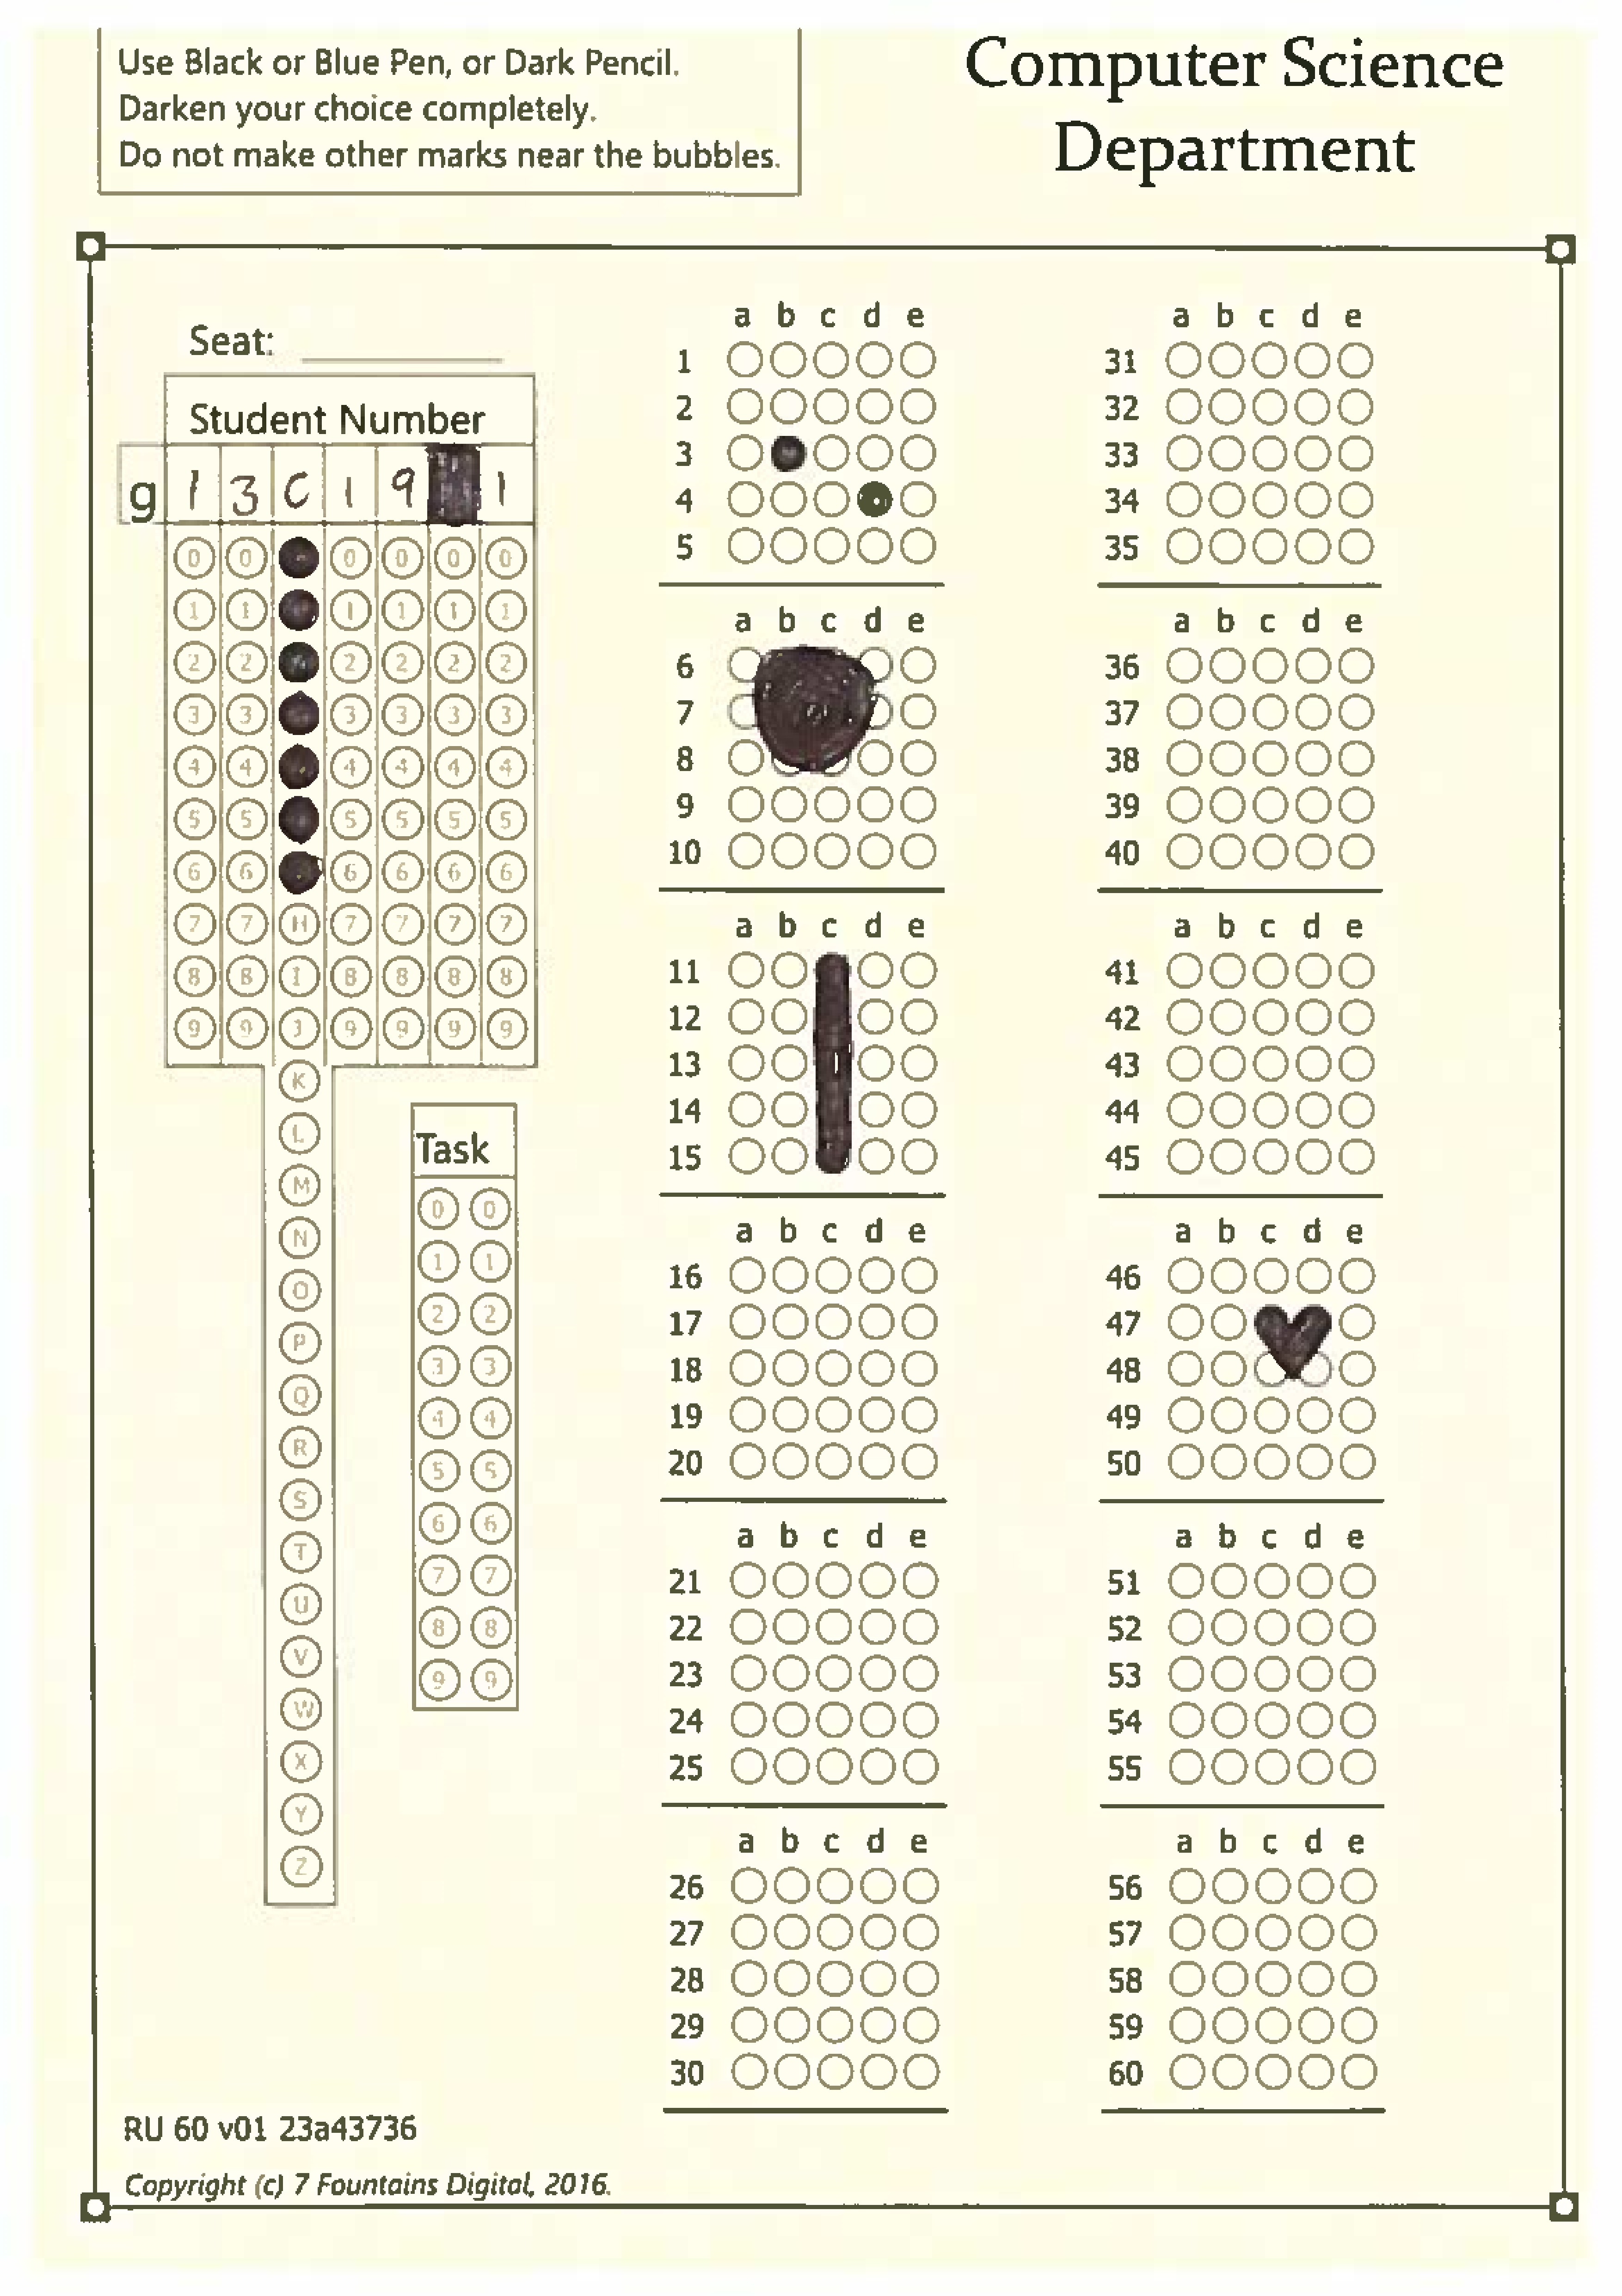 Use Black or Blue Pen, or Dark Pencil.
Darken your choice completely.
Do not make other marks near the bubbles.
Computer Science
Department
Seat:
Student Number
g 1 3 C 1 9 1
0 0 0 0 0 0
1 1 1 1 1 1
2 2 2 2 2 2
3 3 3 3 3 3
4 4 4 4 4 4
5 5 5 5 5 5
6 6 6 6 6 6
7 7 H 7 7 7 7
8 8 I 8 8 8 8
9 9 J 9 9 9 9
K
L
M
N
O
P
Q
R
S
T
U
V
W
X
Y
Z
Task
0 0
1 1
2 2
3 3
4 4
5 5
6 6
7 7
8 8
9 9
a b c d e
1
2
3
4
5
a b c d e
6
7
8
9
10
a b c d e
11
12
13
14
15
a b c d e
16
17
18
19
20
a b c d e
21
22
23
24
25
a b c d e
26
27
28
29
30
a b c d e
31
32
33
34
35
a b c d e
36
37
38
39
40
a b c d e
41
42
43
44
45
a b c d e
46
47
48
49
50
a b c d e
51
52
53
54
55
a b c d e
56
57
58
59
60
RU 60 v01 23a43736
Copyright (c) 7 Fountains Digital, 2016.